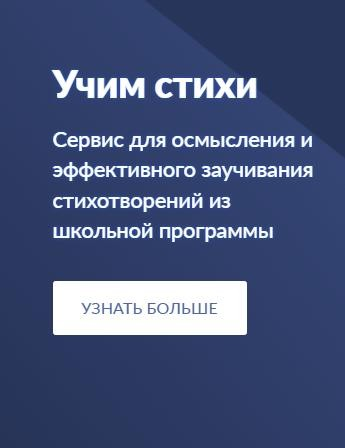 Учим стихи
Сервис для осмысления и
эффективного заучивания
стихотворений из
школьной программы
УЗНАТЬ БОЛЬШЕ